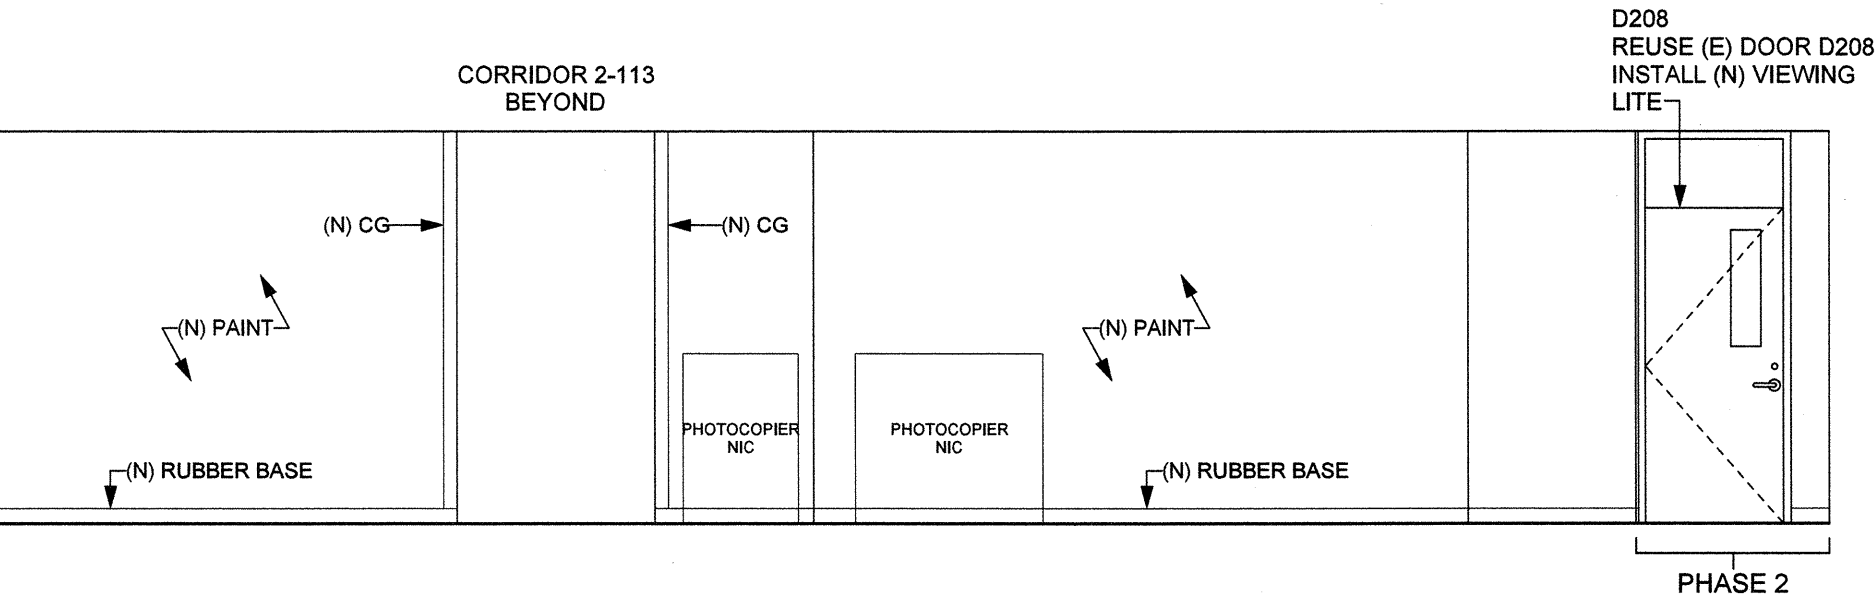 D208
REUSE (E) DOOR D208
INSTALL (N) VIEWING
LITE
CORRIDOR 2-113
BEYOND
(N) CG
(N) CG
(N) PAINT
(N) PAINT
PHOTOCOPIER
NIC
PHOTOCOPIER
NIC
(N) RUBBER BASE
(N) RUBBER BASE
PHASE 2